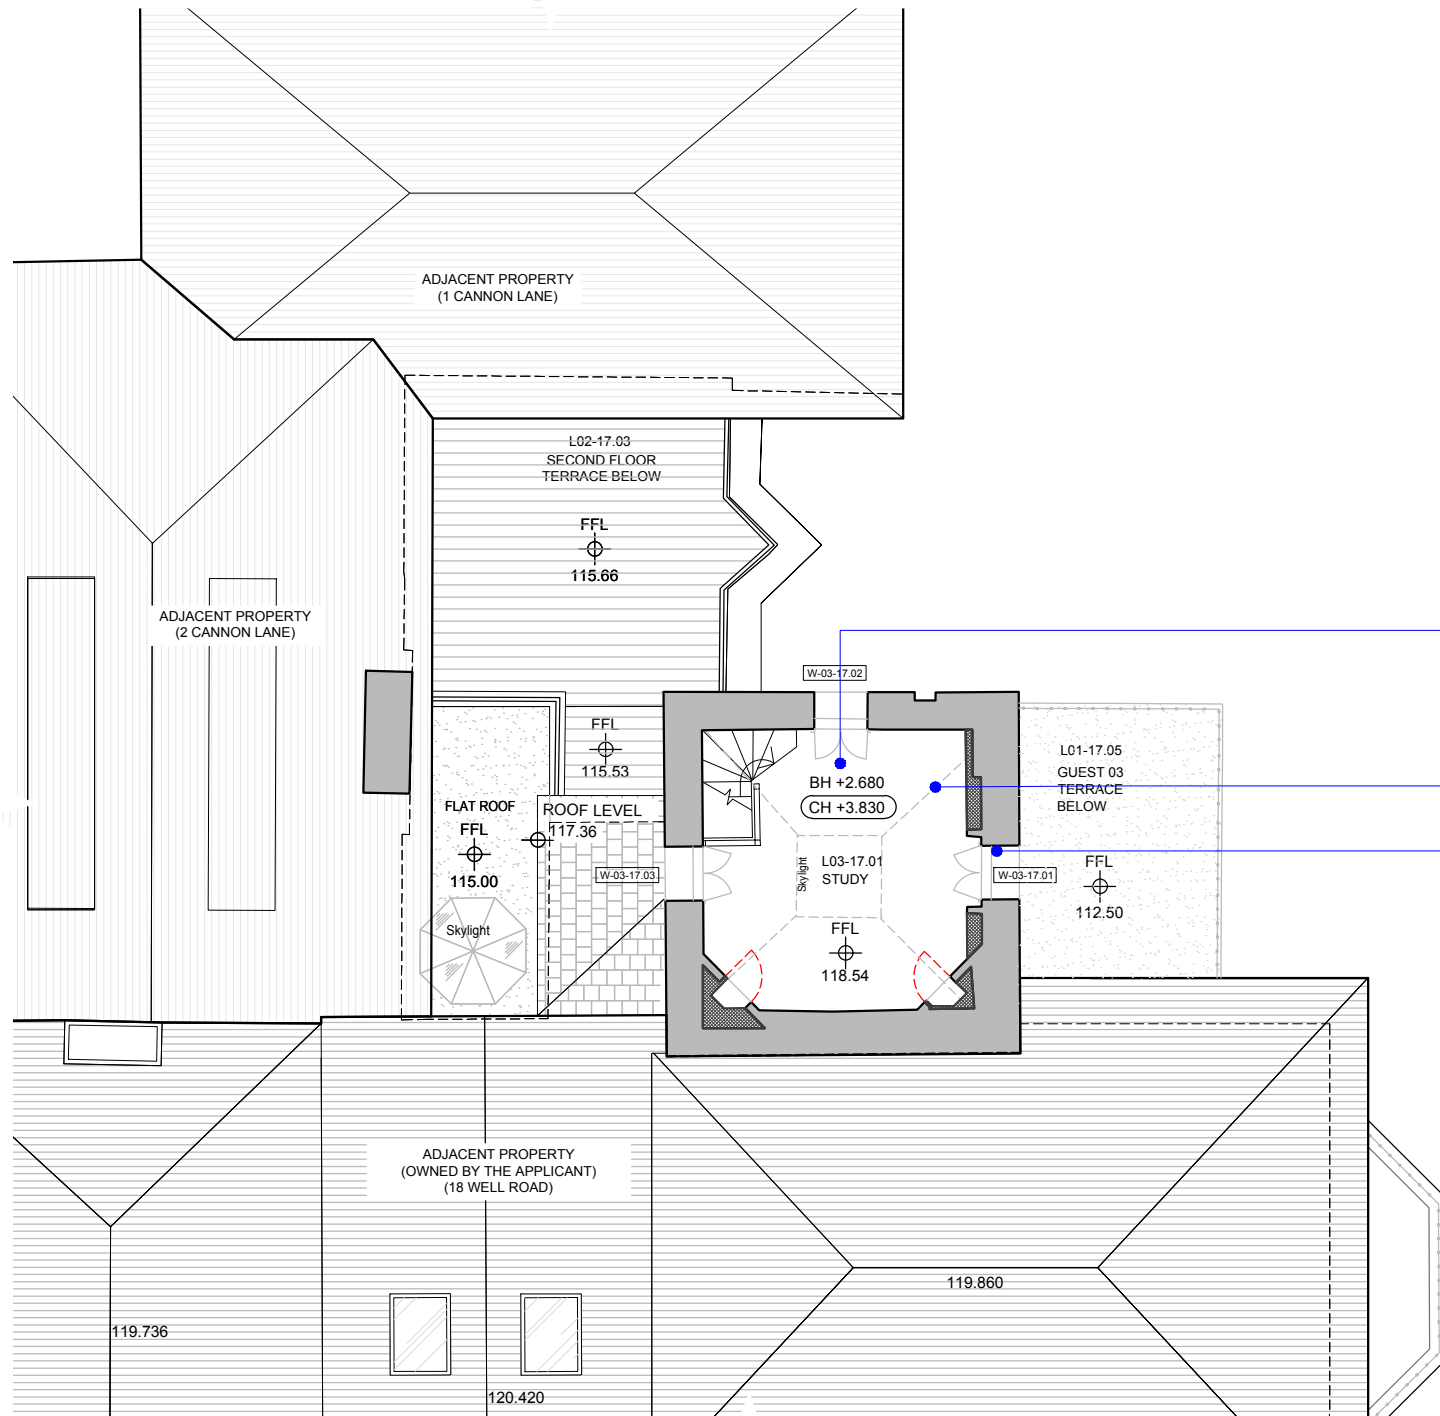 ADJACENT PROPERTY
(1 CANNON LANE)
L02-17.03
SECOND FLOOR
TERRACE BELOW
FFL
115.66
ADJACENT PROPERTY
(2 CANNON LANE)
W-03-17.02
FFL
115.53
L01-17.05
GUEST 03
TERRACE
BELOW
BH +2.680
CH +3.830
FLAT ROOF
FFL
115.00
ROOF LEVEL
117.36
W-03-17.03
Skylight
L03-17.01
STUDY
W-03-17.01
FFL
112.50
Skylight
FFL
118.54
ADJACENT PROPERTY
(OWNED BY THE APPLICANT)
(18 WELL ROAD)
119.860
119.736
120.420